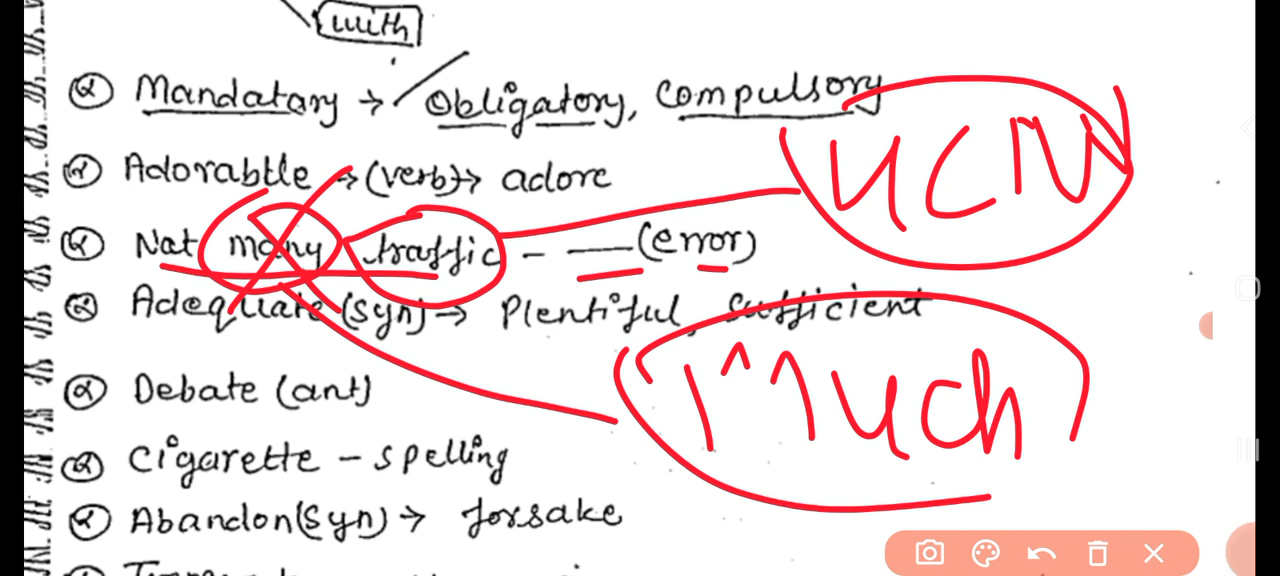 with
Mandatary → Obligatory, Compulsory
Adorabtle → (verb) → adore
Nat many traffic - — (error)
UCN
Adequate (syn) → Plentiful, Sufficient
Much
Debate (ant)
Cigarette - spelling
Abandon (syn) → forsake